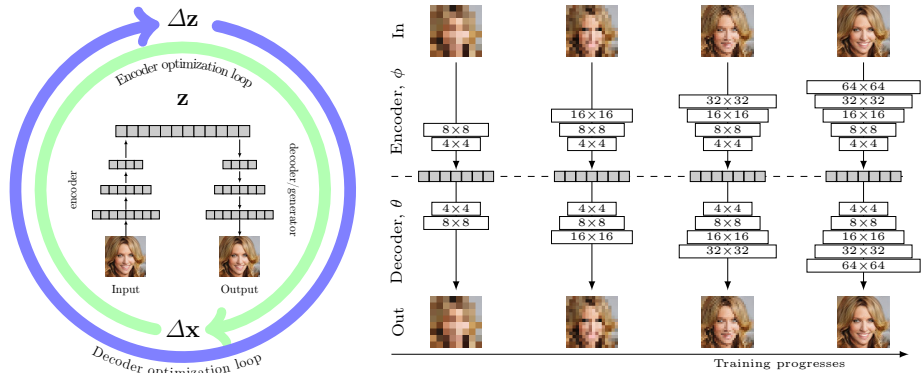 Δz
Encoder optimization loop
z
encoder
decoder/generator
Input
Output
Δx
Decoder optimization loop
In
Encoder, ϕ
Decoder, θ
Out
8×8
4×4
4×4
8×8
16×16
8×8
4×4
4×4
8×8
16×16
32×32
16×16
8×8
4×4
4×4
8×8
16×16
32×32
64×64
32×32
16×16
8×8
4×4
4×4
8×8
16×16
32×32
64×64
Training progresses